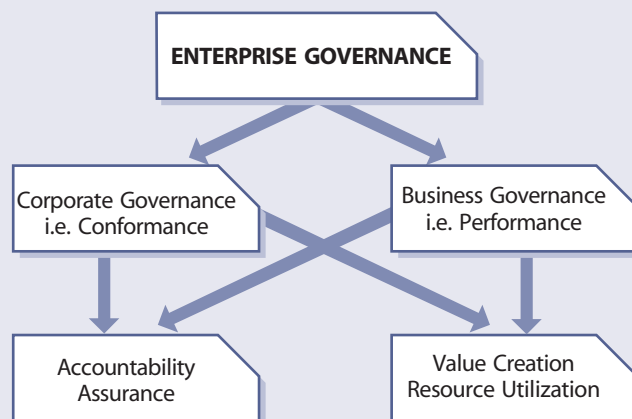 ENTERPRISE GOVERNANCE
Corporate Governance
i.e. Conformance
Business Governance
i.e. Performance
Accountability
Assurance
Value Creation
Resource Utilization